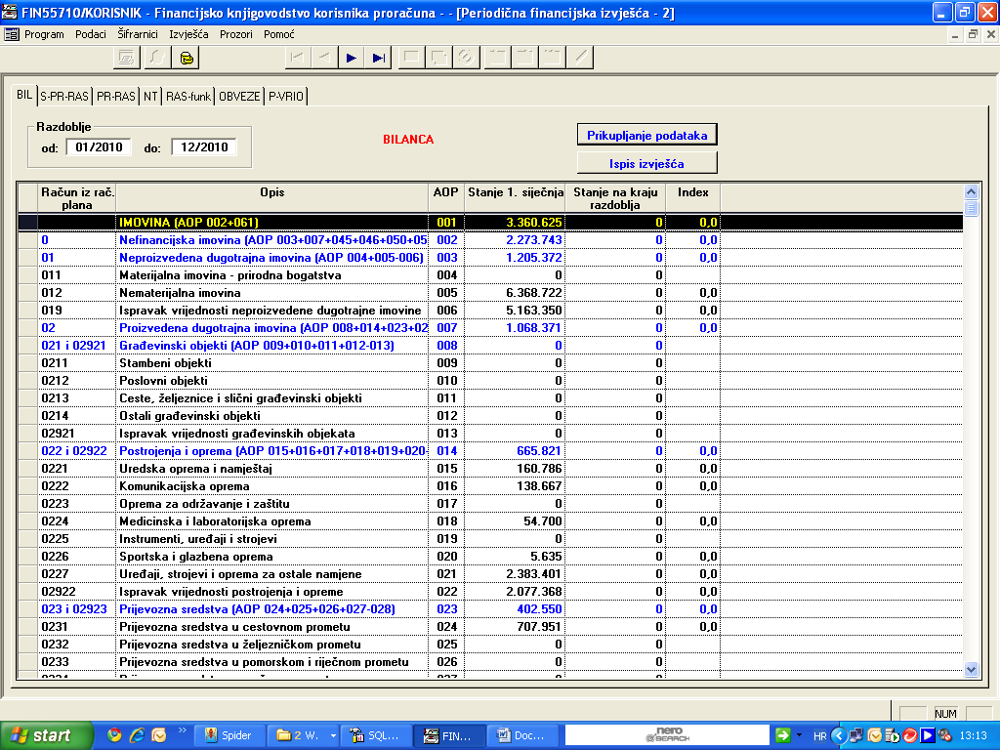 FIN55710/KORISNIK - Financijsko knjigovodstvo korisnika proračuna - - [Periodična financijska izvješća - 2]
Program Podaci Šifrarnici Izvješća Prozori Pomoć
BIL S-PR-RAS PR-RAS NT RAS-funk OBVEZE P-VRIO
Razdoblje
od: 01/2010 do: 12/2010
BILANCA
Prikupljanje podataka
Ispis izvješća
Račun iz rač. plana Opis AOP Stanje 1. siječnja Stanje na kraju razdoblja Index
IMOVINA (AOP 002+061) 001 3.360.625 0 0,0
0 Nefinancijska imovina (AOP 003+007+045+046+050+05 002 2.273.743 0 0,0
01 Neproizvedena dugotrajna imovina (AOP 004+005-006) 003 1.205.372 0 0,0
011 Materijalna imovina - prirodna bogatstva 004 0 0
012 Nematerijalna imovina 005 6.368.722 0 0,0
019 Ispravak vrijednosti neproizvedene dugotrajne imovine 006 5.163.350 0 0,0
02 Proizvedena dugotrajna imovina (AOP 008+014+023+02 007 1.068.371 0 0,0
021 i 02921 Građevinski objekti (AOP 009+010+011+012-013) 008 0 0
0211 Stambeni objekti 009 0 0
0212 Poslovni objekti 010 0 0
0213 Ceste, željeznice i slični građevinski objekti 011 0 0
0214 Ostali građevinski objekti 012 0 0
02921 Ispravak vrijednosti građevinskih objekata 013 0 0
022 i 02922 Postrojenja i oprema (AOP 015+016+017+018+019+020- 014 665.821 0 0,0
0221 Uredska oprema i namještaj 015 160.786 0 0,0
0222 Komunikacijska oprema 016 138.667 0 0,0
0223 Oprema za održavanje i zaštitu 017 0 0
0224 Medicinska i laboratorijska oprema 018 54.700 0 0,0
0225 Instrumenti, uređaji i strojevi 019 0 0
0226 Sportska i glazbena oprema 020 5.635 0 0,0
0227 Uređaji, strojevi i oprema za ostale namjene 021 2.383.401 0 0,0
02922 Ispravak vrijednosti postrojenja i opreme 022 2.077.368 0 0,0
023 i 02923 Prijevozna sredstva (AOP 024+025+026+027-028) 023 402.550 0 0,0
0231 Prijevozna sredstva u cestovnom prometu 024 707.951 0 0,0
0232 Prijevozna sredstva u željezničkom prometu 025 0 0
0233 Prijevozna sredstva u pomorskom i riječnom prometu 026 0 0
NUM
start Spider 2 W... SQL... FIN... Doc... nero SEARCH HR 13:13